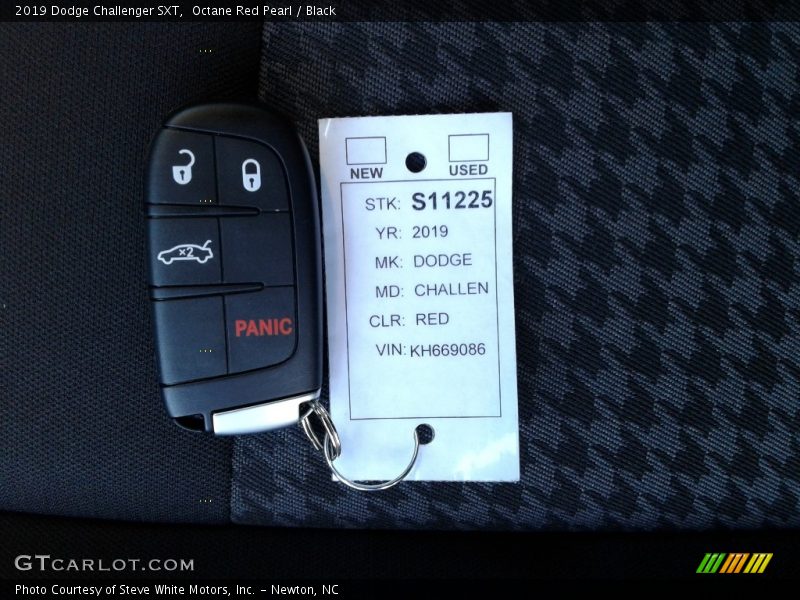 2019 Dodge Challenger SXT,  Octane Red Pearl / Black
NEW USED
STK: S11225
YR: 2019
MK: DODGE
MD: CHALLEN
CLR: RED
VIN: KH669086
x2
PANIC
GTCARLOT.COM
Photo Courtesy of Steve White Motors, Inc. – Newton, NC